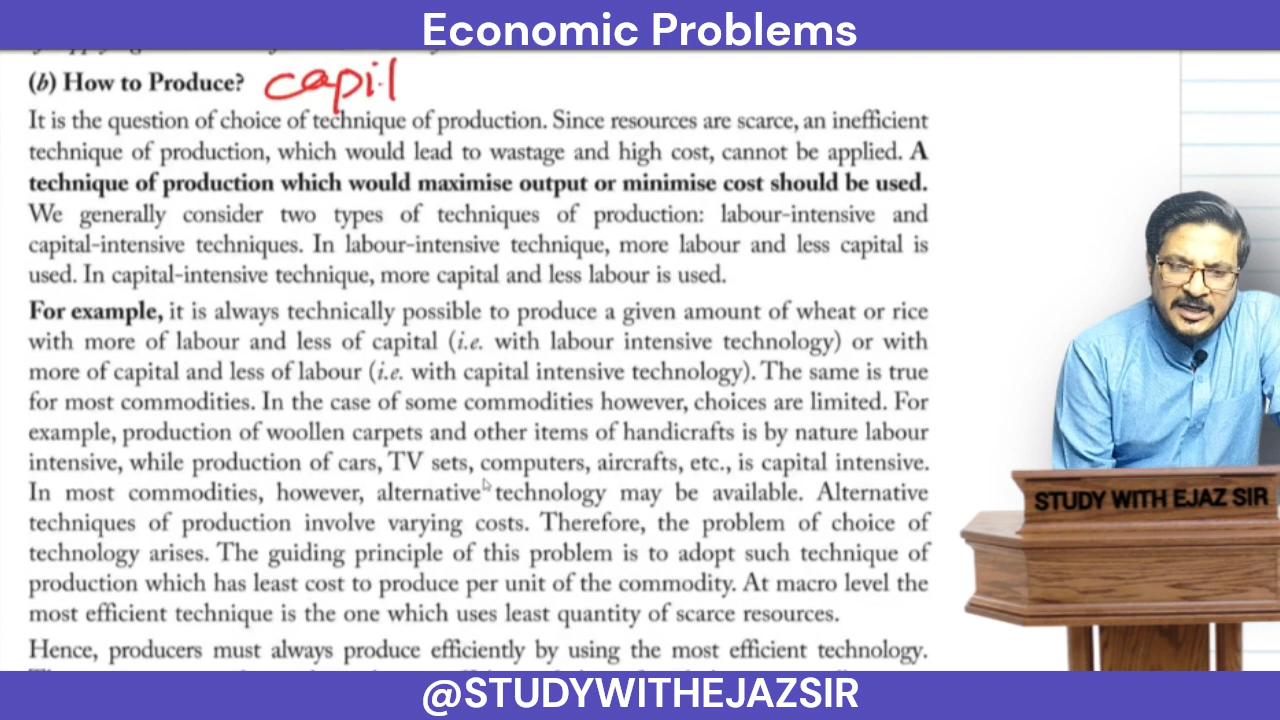 Economic Problems
(b) How to Produce? capi
It is the question of choice of technique of production. Since resources are scarce, an inefficient
technique of production, which would lead to wastage and high cost, cannot be applied. A
technique of production which would maximise output or minimise cost should be used.
We generally consider two types of techniques of production: labour-intensive and
capital-intensive techniques. In labour-intensive technique, more labour and less capital is
used. In capital-intensive technique, more capital and less labour is used.
For example, it is always technically possible to produce a given amount of wheat or rice
with more of labour and less of capital (i.e. with labour intensive technology) or with
more of capital and less of labour (i.e. with capital intensive technology). The same is true
for most commodities. In the case of some commodities however, choices are limited. For
example, production of woollen carpets and other items of handicrafts is by nature labour
intensive, while production of cars, TV sets, computers, aircrafts, etc., is capital intensive.
In most commodities, however, alternative technology may be available. Alternative
techniques of production involve varying costs. Therefore, the problem of choice of
technology arises. The guiding principle of this problem is to adopt such technique of
production which has least cost to produce per unit of the commodity. At macro level the
most efficient technique is the one which uses least quantity of scarce resources.
Hence, producers must always produce efficiently by using the most efficient technology.
STUDY WITH EJAZ SIR
@STUDYWITHEJAZSIR